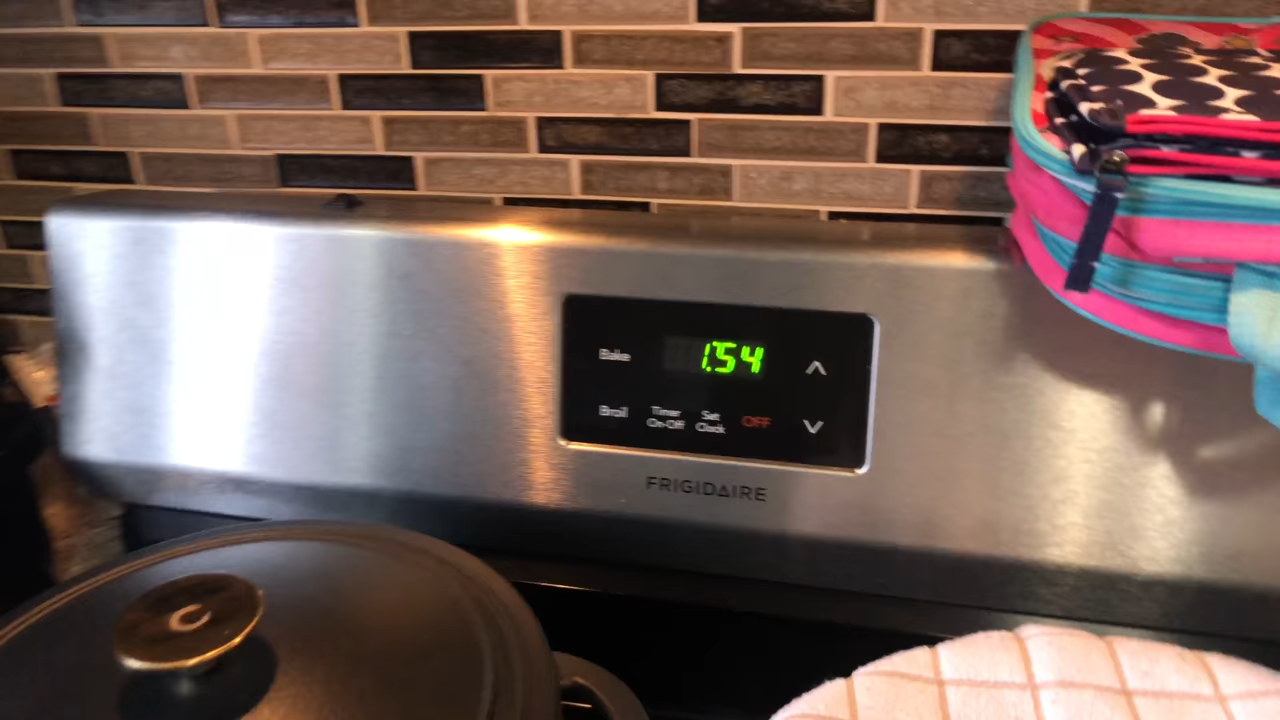 Bake
1:54
Broil
Timer
On-Off
Set
Clock
OFF
FRIGIDAIRE
C